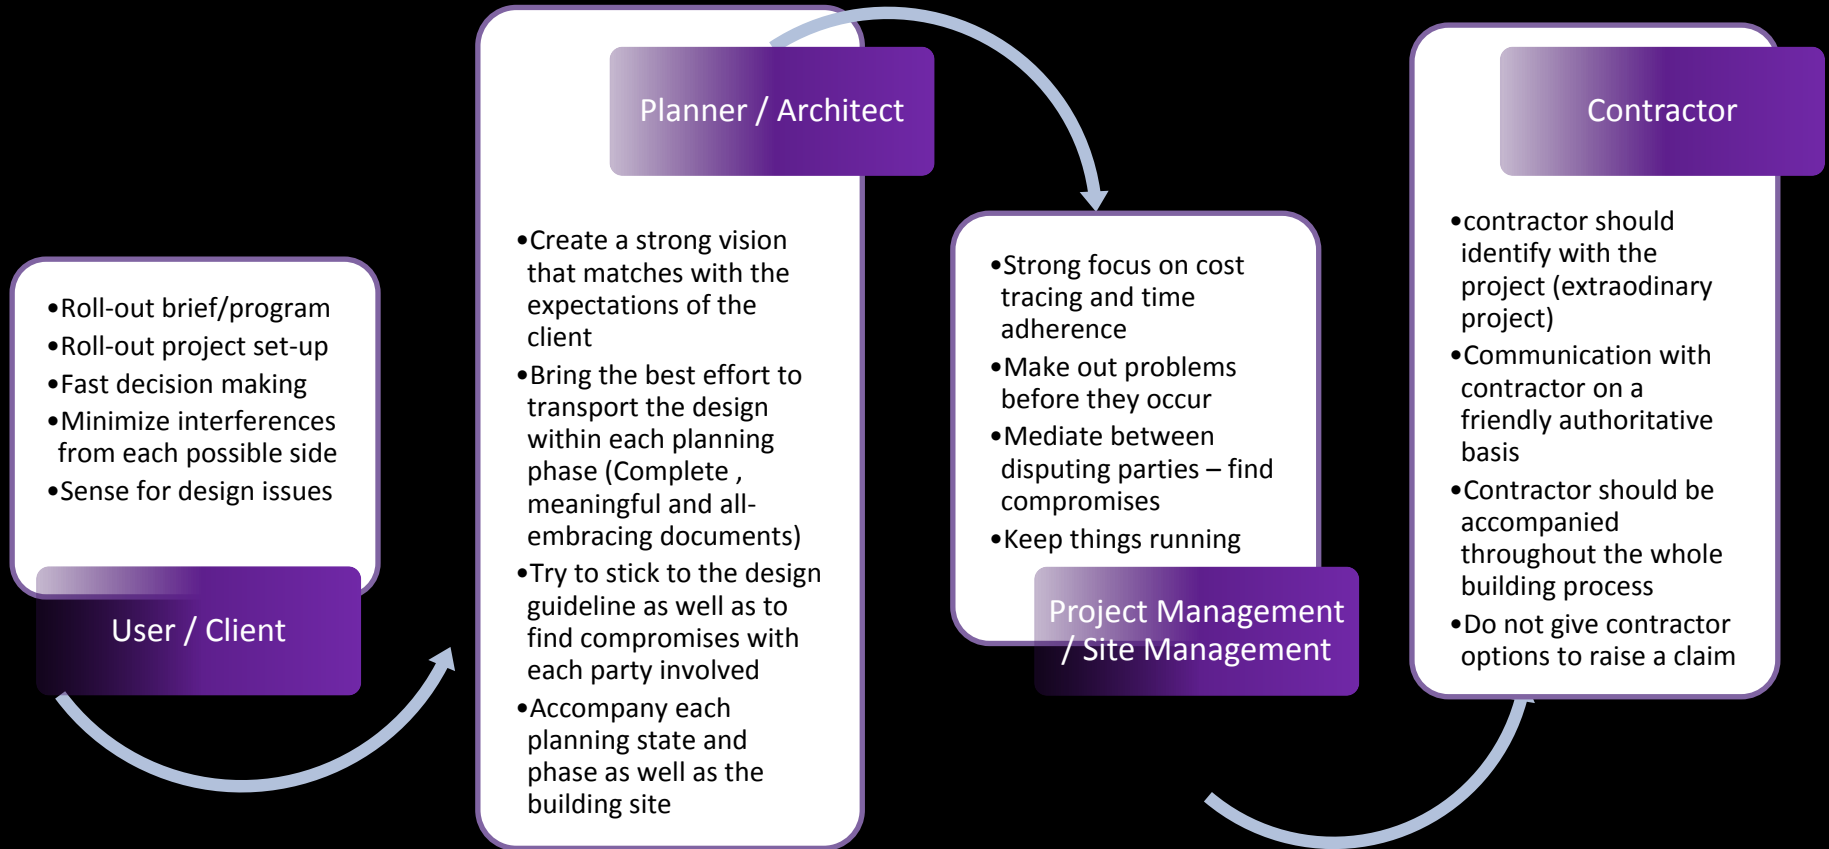 •Roll-out brief/program
•Roll-out project set-up
•Fast decision making
•Minimize interferences
from each possible side
•Sense for design issues
User / Client
Planner / Architect
•Create a strong vision
that matches with the
expectations of the
client
•Bring the best effort to
transport the design
within each planning
phase (Complete ,
meaningful and all-
embracing documents)
•Try to stick to the design
guideline as well as to
find compromises with
each party involved
•Accompany each
planning state and
phase as well as the
building site
•Strong focus on cost
tracing and time
adherence
•Make out problems
before they occur
•Mediate between
disputing parties – find
compromises
•Keep things running
Project Management
/ Site Management
Contractor
•contractor should
identify with the
project (extraodinary
project)
•Communication with
contractor on a
friendly authoritative
basis
•Contractor should be
accompanied
throughout the whole
building process
•Do not give contractor
options to raise a claim